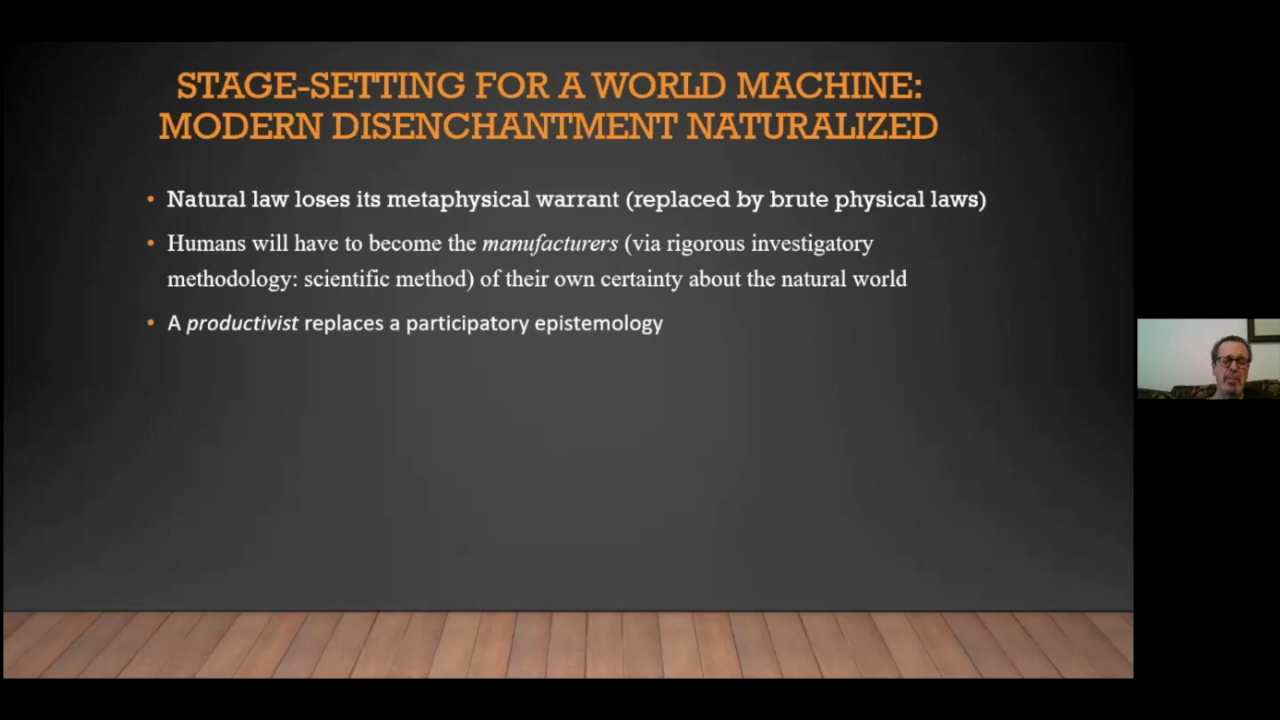 STAGE-SETTING FOR A WORLD MACHINE:
MODERN DISENCHANTMENT NATURALIZED
• Natural law loses its metaphysical warrant (replaced by brute physical laws)
• Humans will have to become the manufacturers (via rigorous investigatory
methodology: scientific method) of their own certainty about the natural world
• A productivist replaces a participatory epistemology